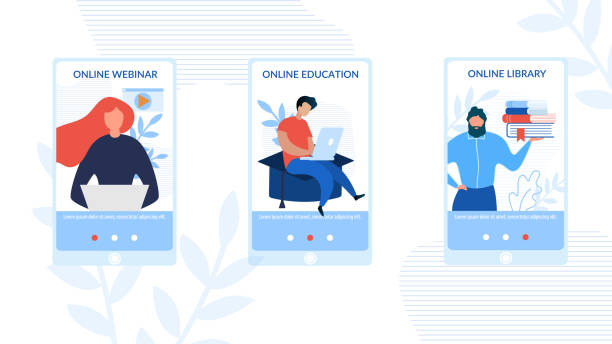 ONLINE WEBINAR
Lorem ipsum dolor sit amet, consectetur adipiscing elit.
ONLINE EDUCATION
Lorem ipsum dolor sit amet, consectetur adipiscing elit.
ONLINE LIBRARY
Lorem ipsum dolor sit amet, consectetur adipiscing elit.